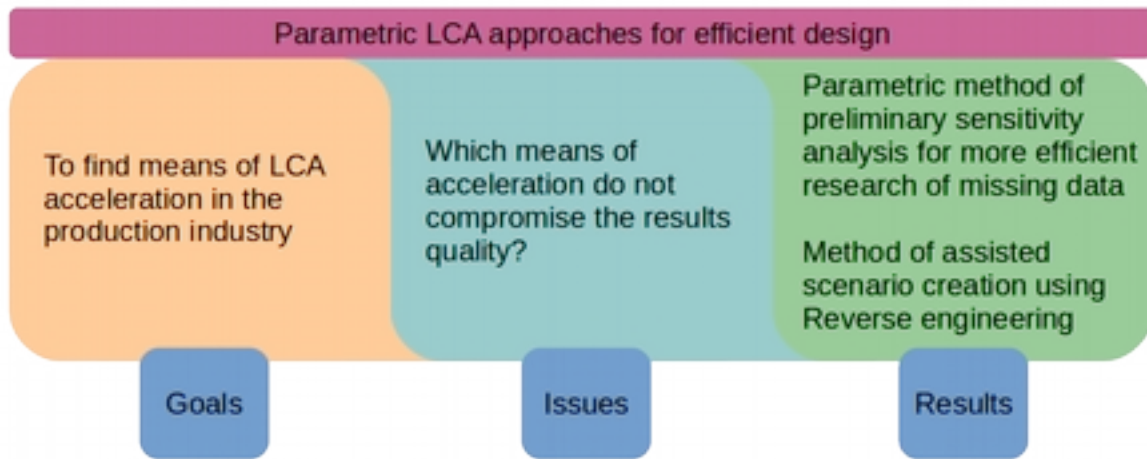 Parametric LCA approaches for efficient design
To find means of LCA
acceleration in the
production industry
Which means of
acceleration do not
compromise the results
quality?
Parametric method of
preliminary sensitivity
analysis for more efficient
research of missing data
Method of assisted
scenario creation using
Reverse engineering
Goals
Issues
Results